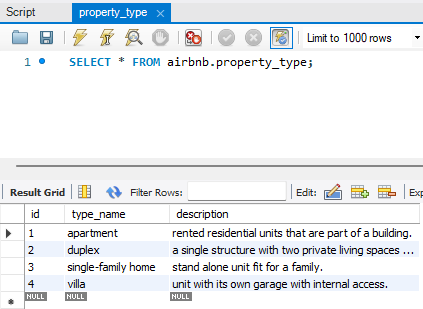 Script property_type
Limit to 1000 rows
1 SELECT * FROM airbnb.property_type;
Result Grid Filter Rows: Edit: Exp
id type_name description
1 apartment rented residential units that are part of a building.
2 duplex a single structure with two private living spaces ...
3 single-family home stand alone unit fit for a family.
4 villa unit with its own garage with internal access.
NULL NULL NULL